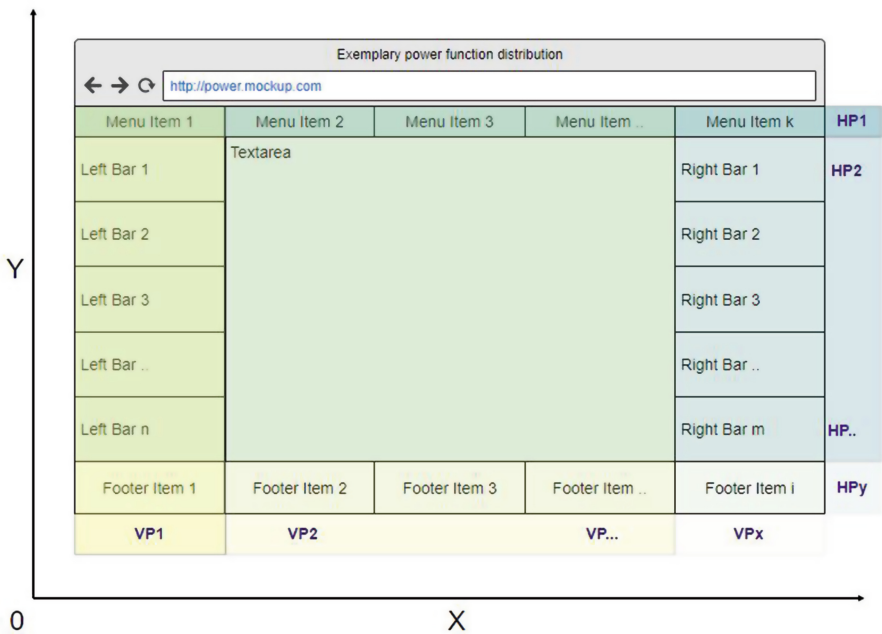 Exemplary power function distribution
http://power.mockup.com
Menu Item 1 Menu Item 2 Menu Item 3 Menu Item .. Menu Item k HP1
Left Bar 1 Textarea Right Bar 1 HP2
Left Bar 2 Right Bar 2
Y
Left Bar 3 Right Bar 3
Left Bar .. Right Bar ..
Left Bar n Right Bar m HP..
Footer Item 1 Footer Item 2 Footer Item 3 Footer Item .. Footer Item i HPy
VP1 VP2 VP... VPx
0 X